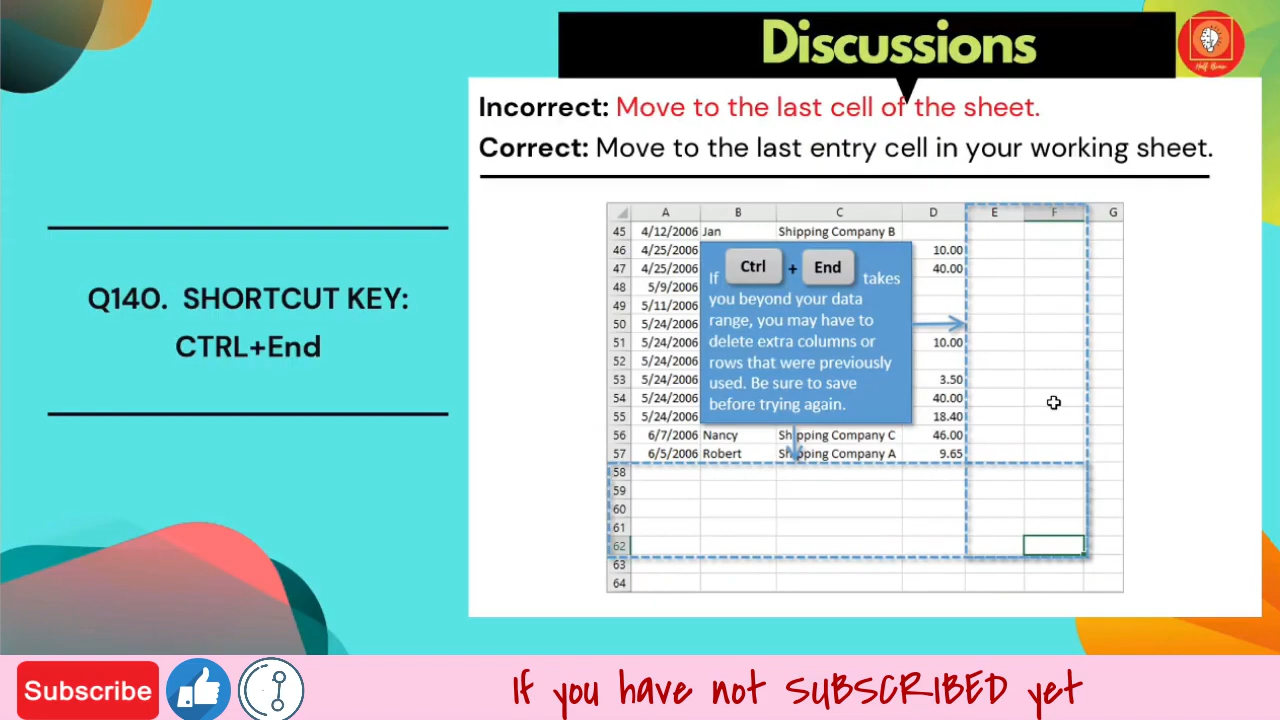 Discussions
Half Brain
Incorrect: Move to the last cell of the sheet.
Correct: Move to the last entry cell in your working sheet.
Q140. SHORTCUT KEY:
CTRL+End
A B C D E F G
45 4/12/2006 Jan Shipping Company B
46 4/25/2006 10.00
47 4/25/2006 40.00
48 5/9/2006
49 5/11/2006
50 5/24/2006
51 5/24/2006 10.00
52 5/24/2006
53 5/24/2006 3.50
54 5/24/2006 40.00
55 5/24/2006 18.40
56 6/7/2006 Nancy Shipping Company C 46.00
57 6/5/2006 Robert Shipping Company A 9.65
58
59
60
61
62
63
64
If Ctrl + End takes
you beyond your data
range, you may have to
delete extra columns or
rows that were previously
used. Be sure to save
before trying again.
Subscribe
If you have not SUBSCRIBED yet